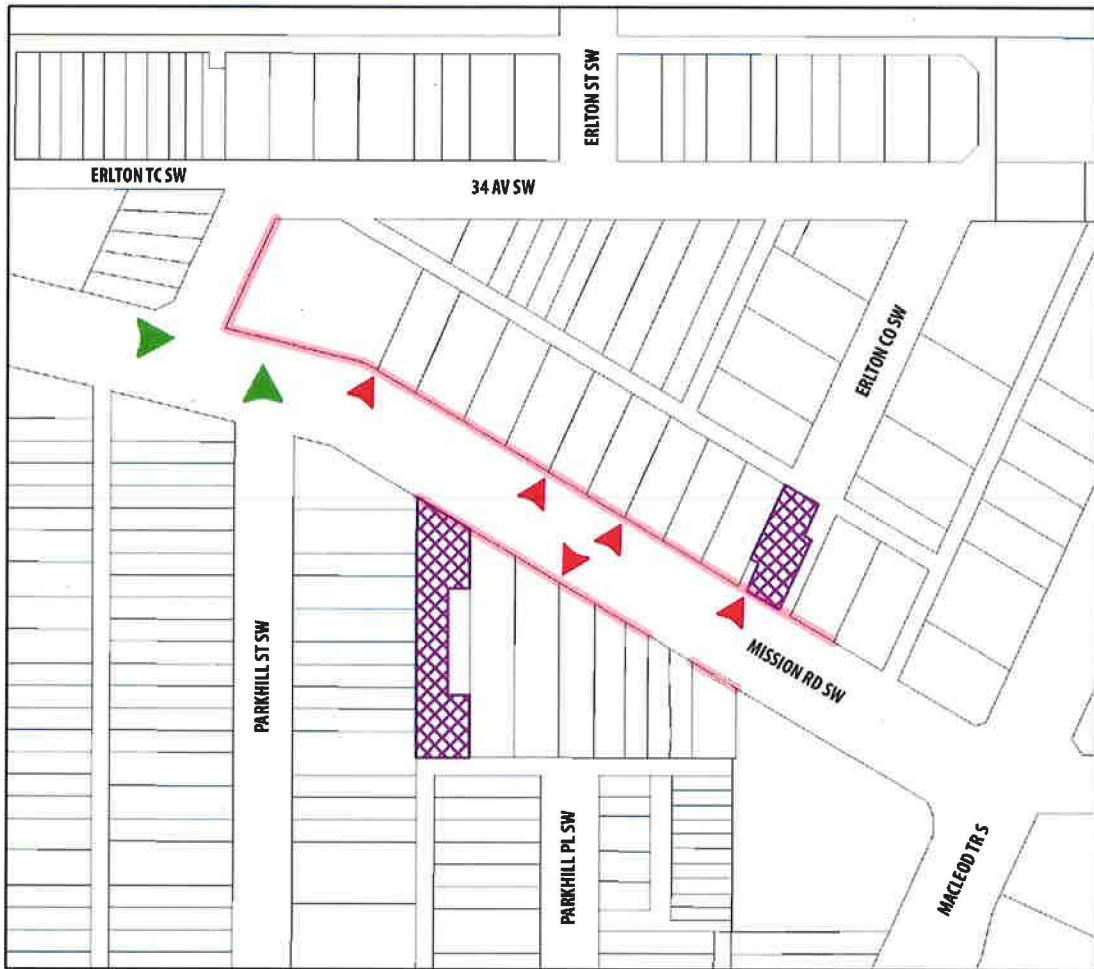 ERLTON ST SW
ERLTON TC SW
34 AV SW
ERLTON CO SW
MISSION RD SW
PARKHILL ST SW
PARKHILL PL SW
MACLEOD TR S